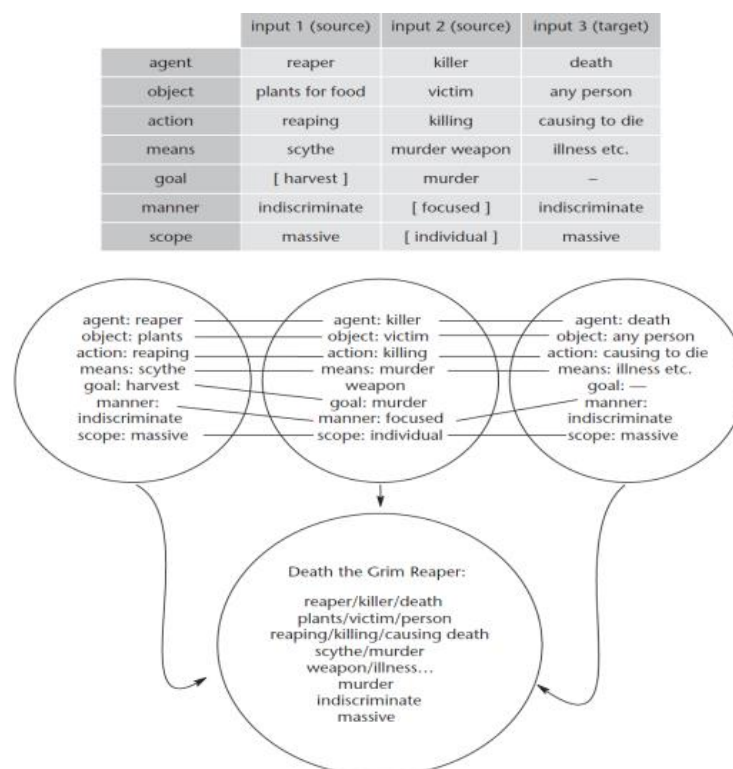 input 1 (source) input 2 (source) input 3 (target)
agent reaper killer death
object plants for food victim any person
action reaping killing causing to die
means scythe murder weapon illness etc.
goal [ harvest ] murder –
manner indiscriminate [ focused ] indiscriminate
scope massive [ individual ] massive
agent: reaper
object: plants
action: reaping
means: scythe
goal: harvest
manner:
indiscriminate
scope: massive
agent: killer
object: victim
action: killing
means: murder
weapon
goal: murder
manner: focused
scope: individual
agent: death
object: any person
action: causing to die
means: illness etc.
goal: —
manner:
indiscriminate
scope: massive
Death the Grim Reaper:
reaper/killer/death
plants/victim/person
reaping/killing/causing death
scythe/murder
weapon/illness...
murder
indiscriminate
massive